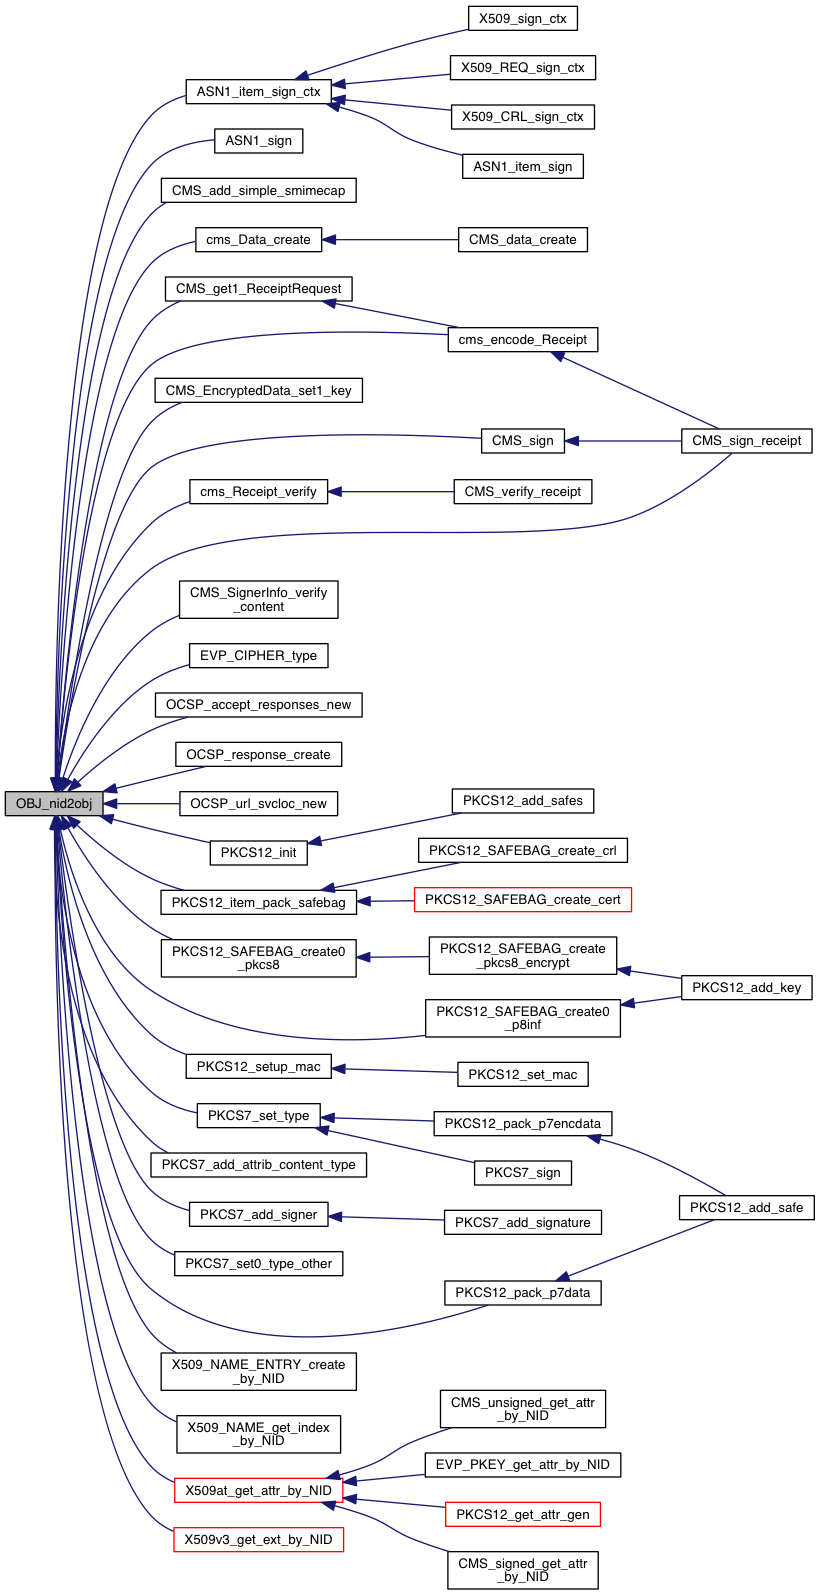 X509_sign_ctx
X509_REQ_sign_ctx
ASN1_item_sign_ctx
X509_CRL_sign_ctx
ASN1_sign
ASN1_item_sign
CMS_add_simple_smimecap
cms_Data_create
CMS_data_create
CMS_get1_ReceiptRequest
cms_encode_Receipt
CMS_EncryptedData_set1_key
CMS_sign
CMS_sign_receipt
cms_Receipt_verify
CMS_verify_receipt
CMS_SignerInfo_verify
_content
EVP_CIPHER_type
OCSP_accept_responses_new
OCSP_response_create
OBJ_nid2obj
OCSP_url_svcloc_new
PKCS12_add_safes
PKCS12_init
PKCS12_SAFEBAG_create_crl
PKCS12_item_pack_safebag
PKCS12_SAFEBAG_create_cert
PKCS12_SAFEBAG_create0
_pkcs8
PKCS12_SAFEBAG_create
_pkcs8_encrypt
PKCS12_add_key
PKCS12_SAFEBAG_create0
_p8inf
PKCS12_setup_mac
PKCS12_set_mac
PKCS7_set_type
PKCS12_pack_p7encdata
PKCS7_add_attrib_content_type
PKCS7_sign
PKCS7_add_signer
PKCS7_add_signature
PKCS12_add_safe
PKCS7_set0_type_other
PKCS12_pack_p7data
X509_NAME_ENTRY_create
_by_NID
X509_NAME_get_index
_by_NID
CMS_unsigned_get_attr
_by_NID
EVP_PKEY_get_attr_by_NID
X509at_get_attr_by_NID
PKCS12_get_attr_gen
X509v3_get_ext_by_NID
CMS_signed_get_attr
_by_NID